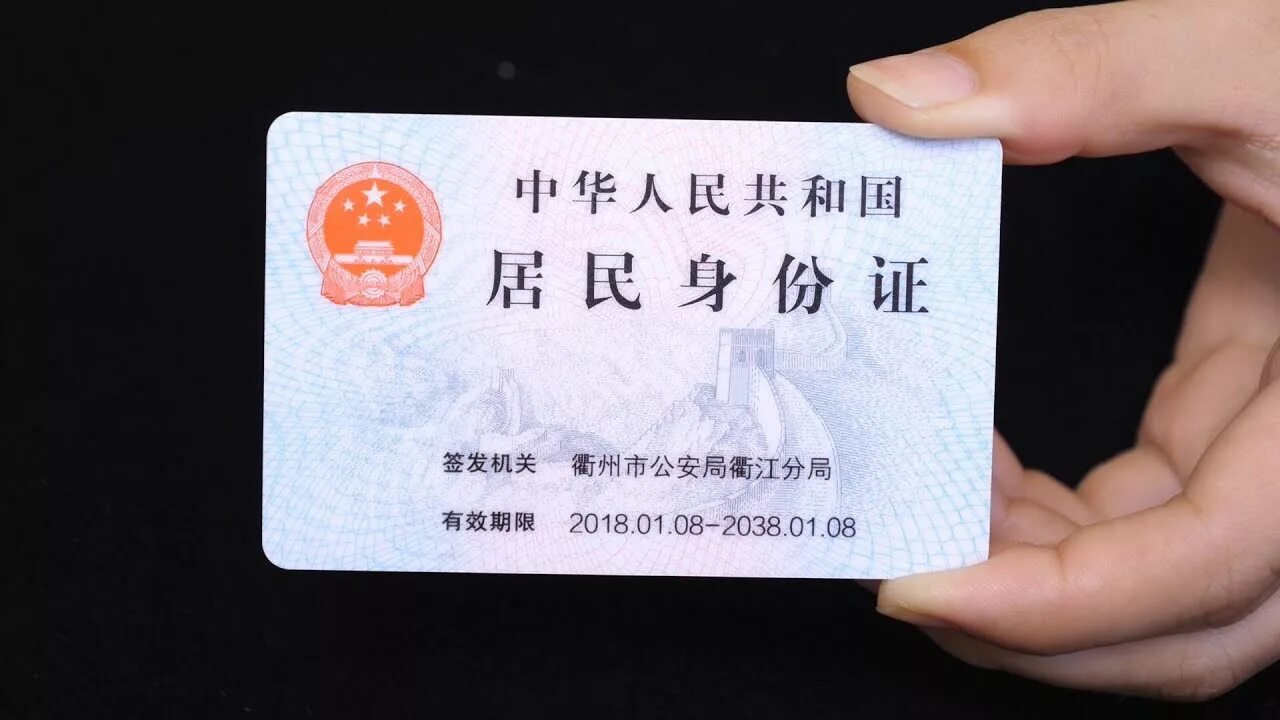 中华人民共和国
居民身份证
签发机关 衢州市公安局衢江分局
有效期限 2018.01.08-2038.01.08